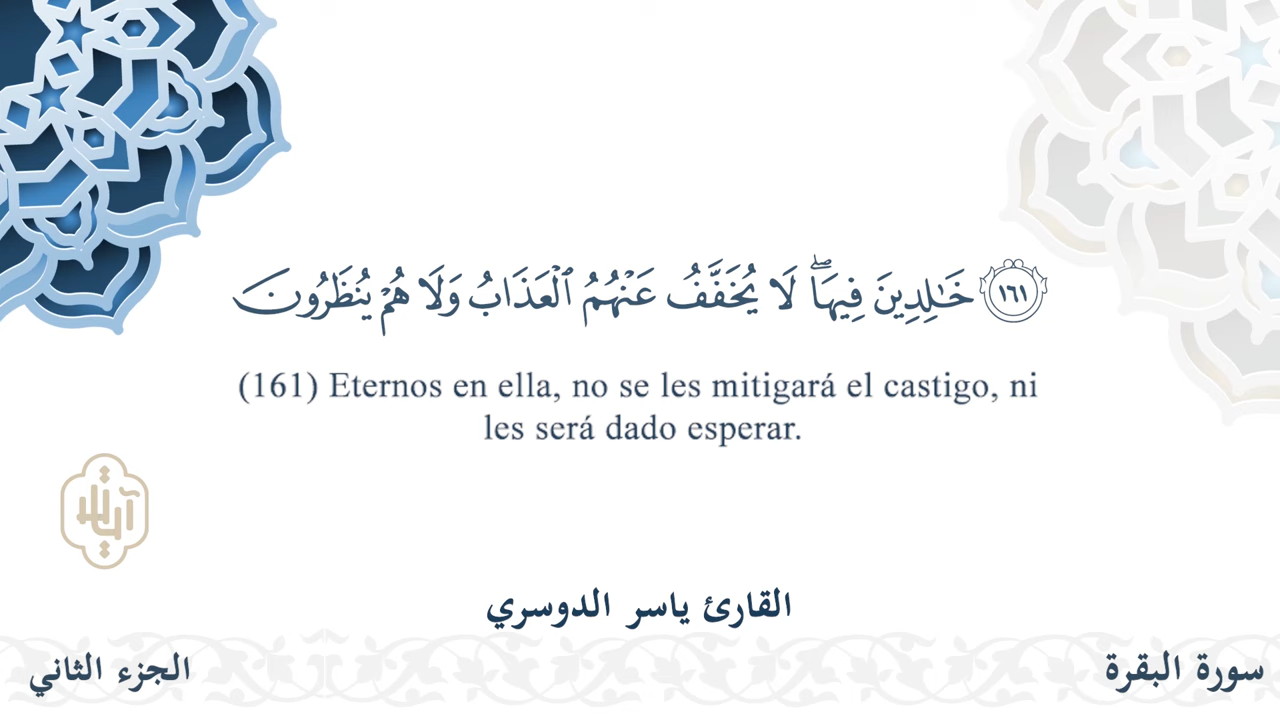 ١٦١ خَـٰلِدِينَ فِيهَا ۖ لَا يُخَفَّفُ عَنْهُمُ ٱلْعَذَابُ وَلَا هُمْ يُنظَرُونَ
(161) Eternos en ella, no se les mitigará el castigo, ni
les será dado esperar.
القارئ ياسر الدوسري
سورة البقرة
الجزء الثاني